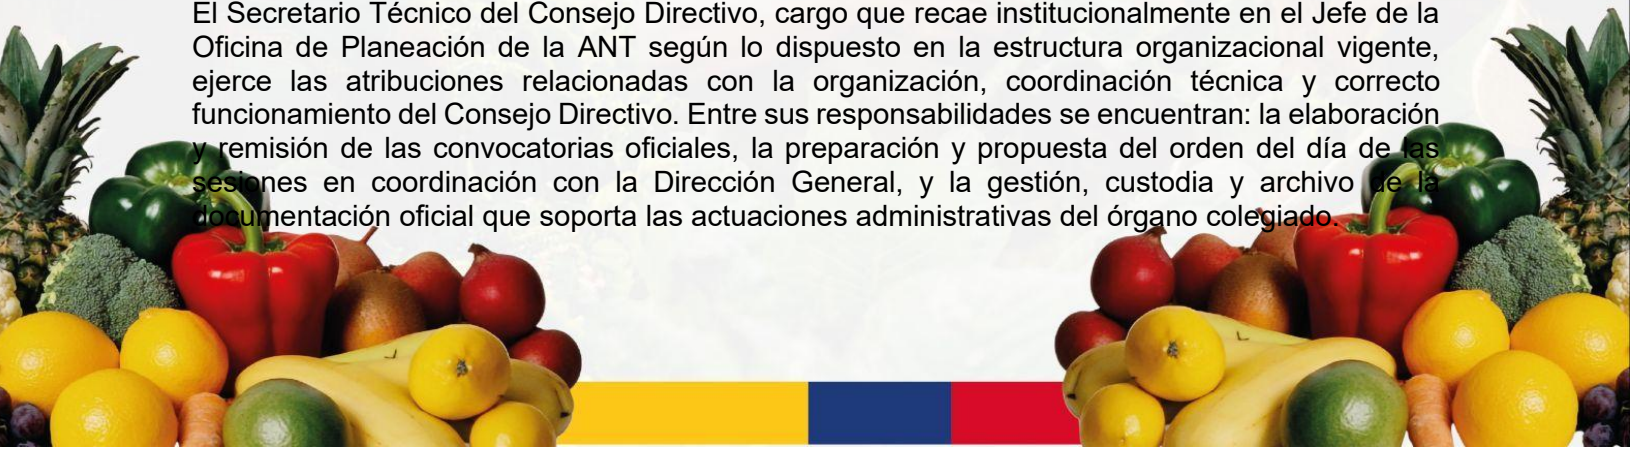 El Secretario Técnico del Consejo Directivo, cargo que recae institucionalmente en el Jefe de la
Oficina de Planeación de la ANT según lo dispuesto en la estructura organizacional vigente,
ejerce las atribuciones relacionadas con la organización, coordinación técnica y correcto
funcionamiento del Consejo Directivo. Entre sus responsabilidades se encuentran: la elaboración
y remisión de las convocatorias oficiales, la preparación y propuesta del orden del día de las
sesiones en coordinación con la Dirección General, y la gestión, custodia y archivo de la
documentación oficial que soporta las actuaciones administrativas del órgano colegiado.